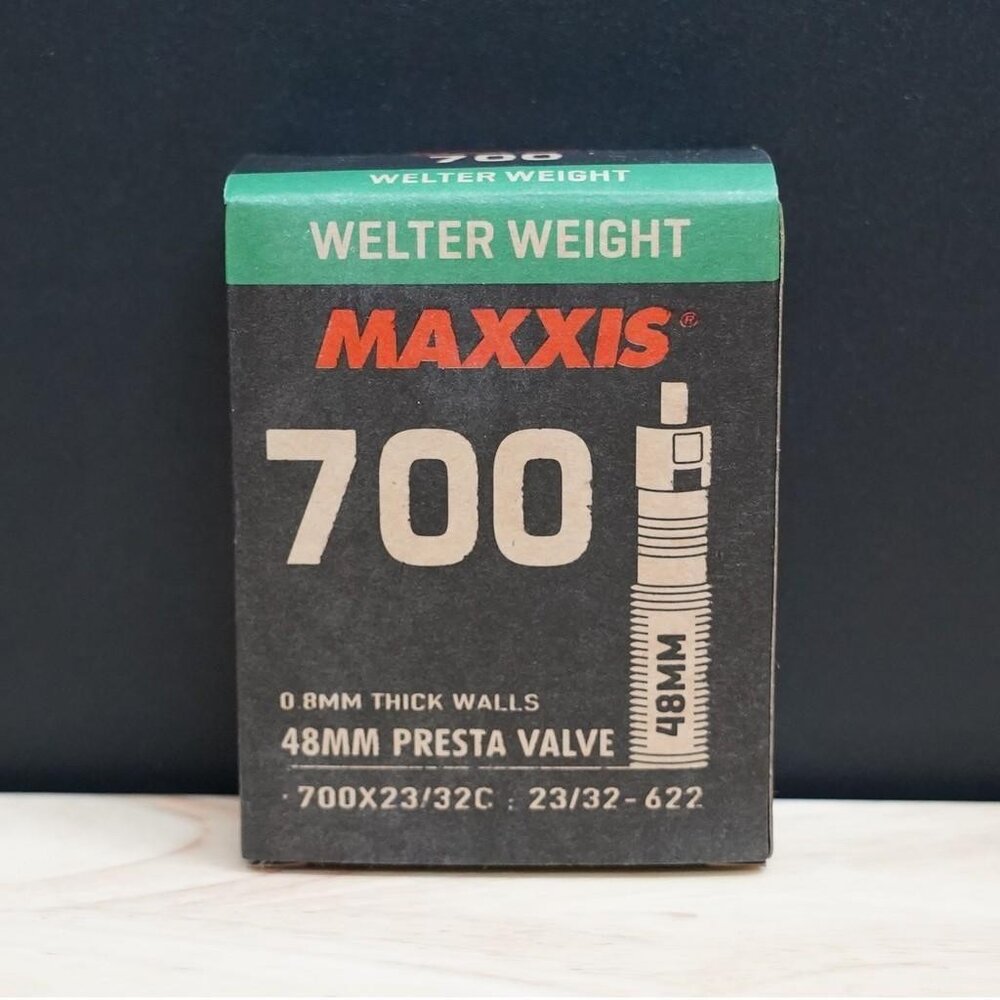 700
WELTER WEIGHT
WELTER WEIGHT
MAXXIS®
700
48MM
0.8MM THICK WALLS
48MM PRESTA VALVE
700X23/32C : 23/32-622